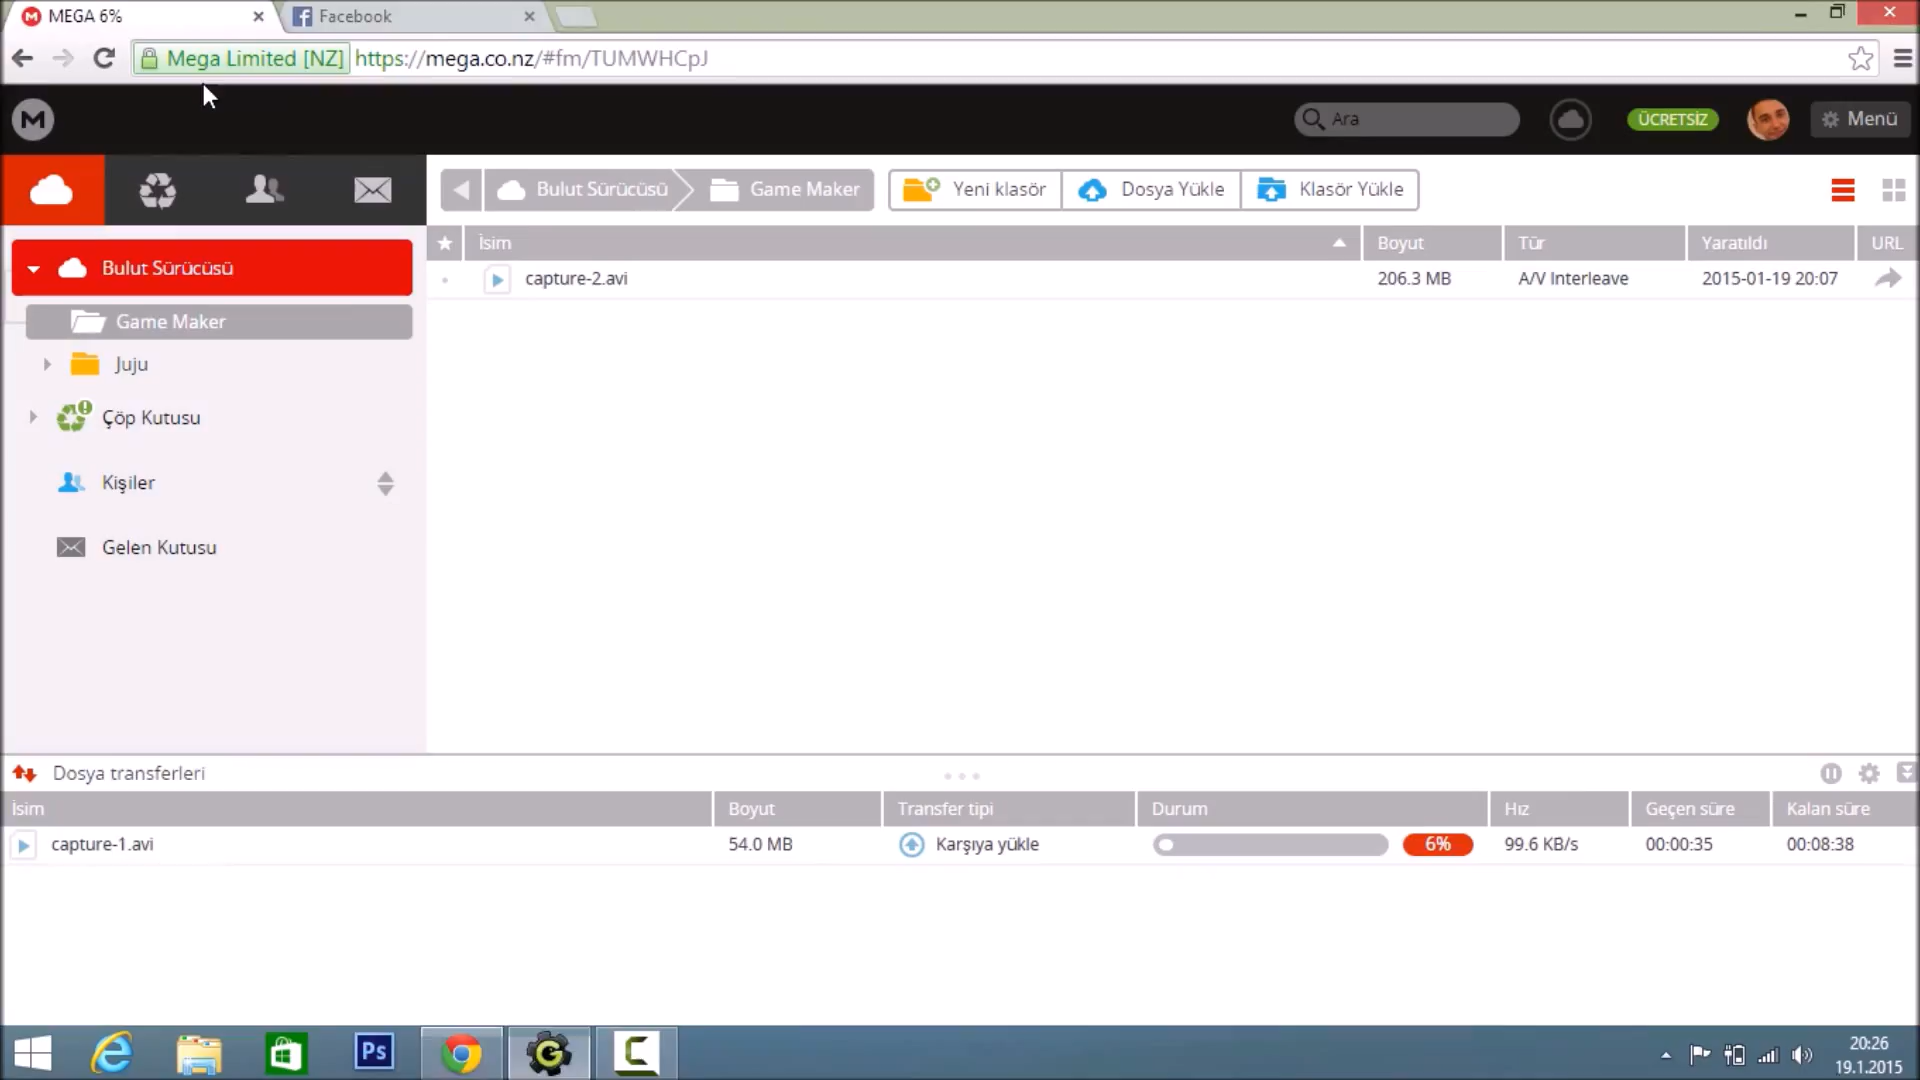 MEGA 6%
Facebook
Mega Limited [NZ] https://mega.co.nz/#fm/TUMWHCpJ
M
Ara
ÜCRETSİZ
Menü
Bulut Sürücüsü
Game Maker
Yeni klasör
Dosya Yükle
Klasör Yükle
İsim
Boyut
Tür
Yaratıldı
URL
capture-2.avi
206.3 MB
A/V Interleave
2015-01-19 20:07
Bulut Sürücüsü
Game Maker
Juju
Çöp Kutusu
Kişiler
Gelen Kutusu
Dosya transferleri
İsim
Boyut
Transfer tipi
Durum
Hız
Geçen süre
Kalan süre
capture-1.avi
54.0 MB
Karşıya yükle
6%
99.6 KB/s
00:00:35
00:08:38
Ps
20:26
19.1.2015